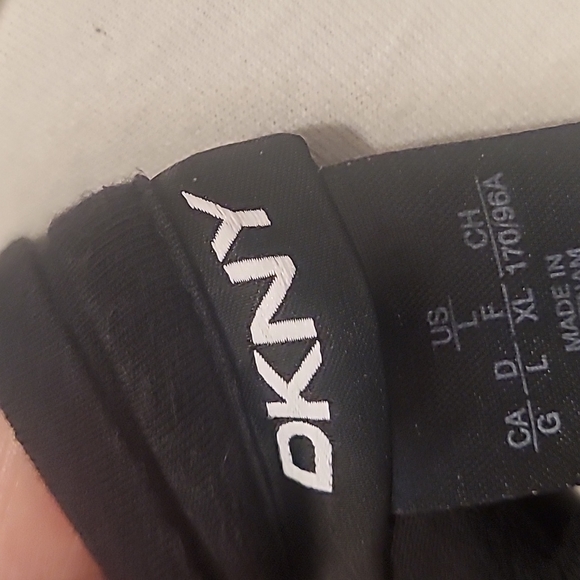 DKNY
US
L
CA D F CH
G L XL 170/96A
MADE IN